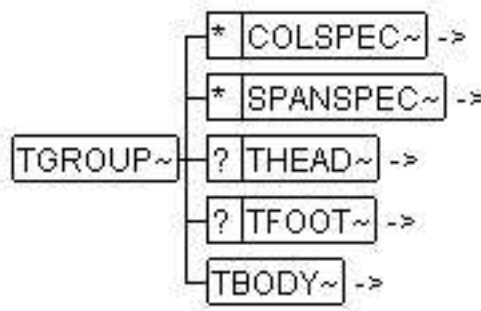 * COLSPEC~ ->
* SPANSPEC~ ->
TGROUP~ ? THEAD~ ->
? TFOOT~ ->
TBODY~ ->